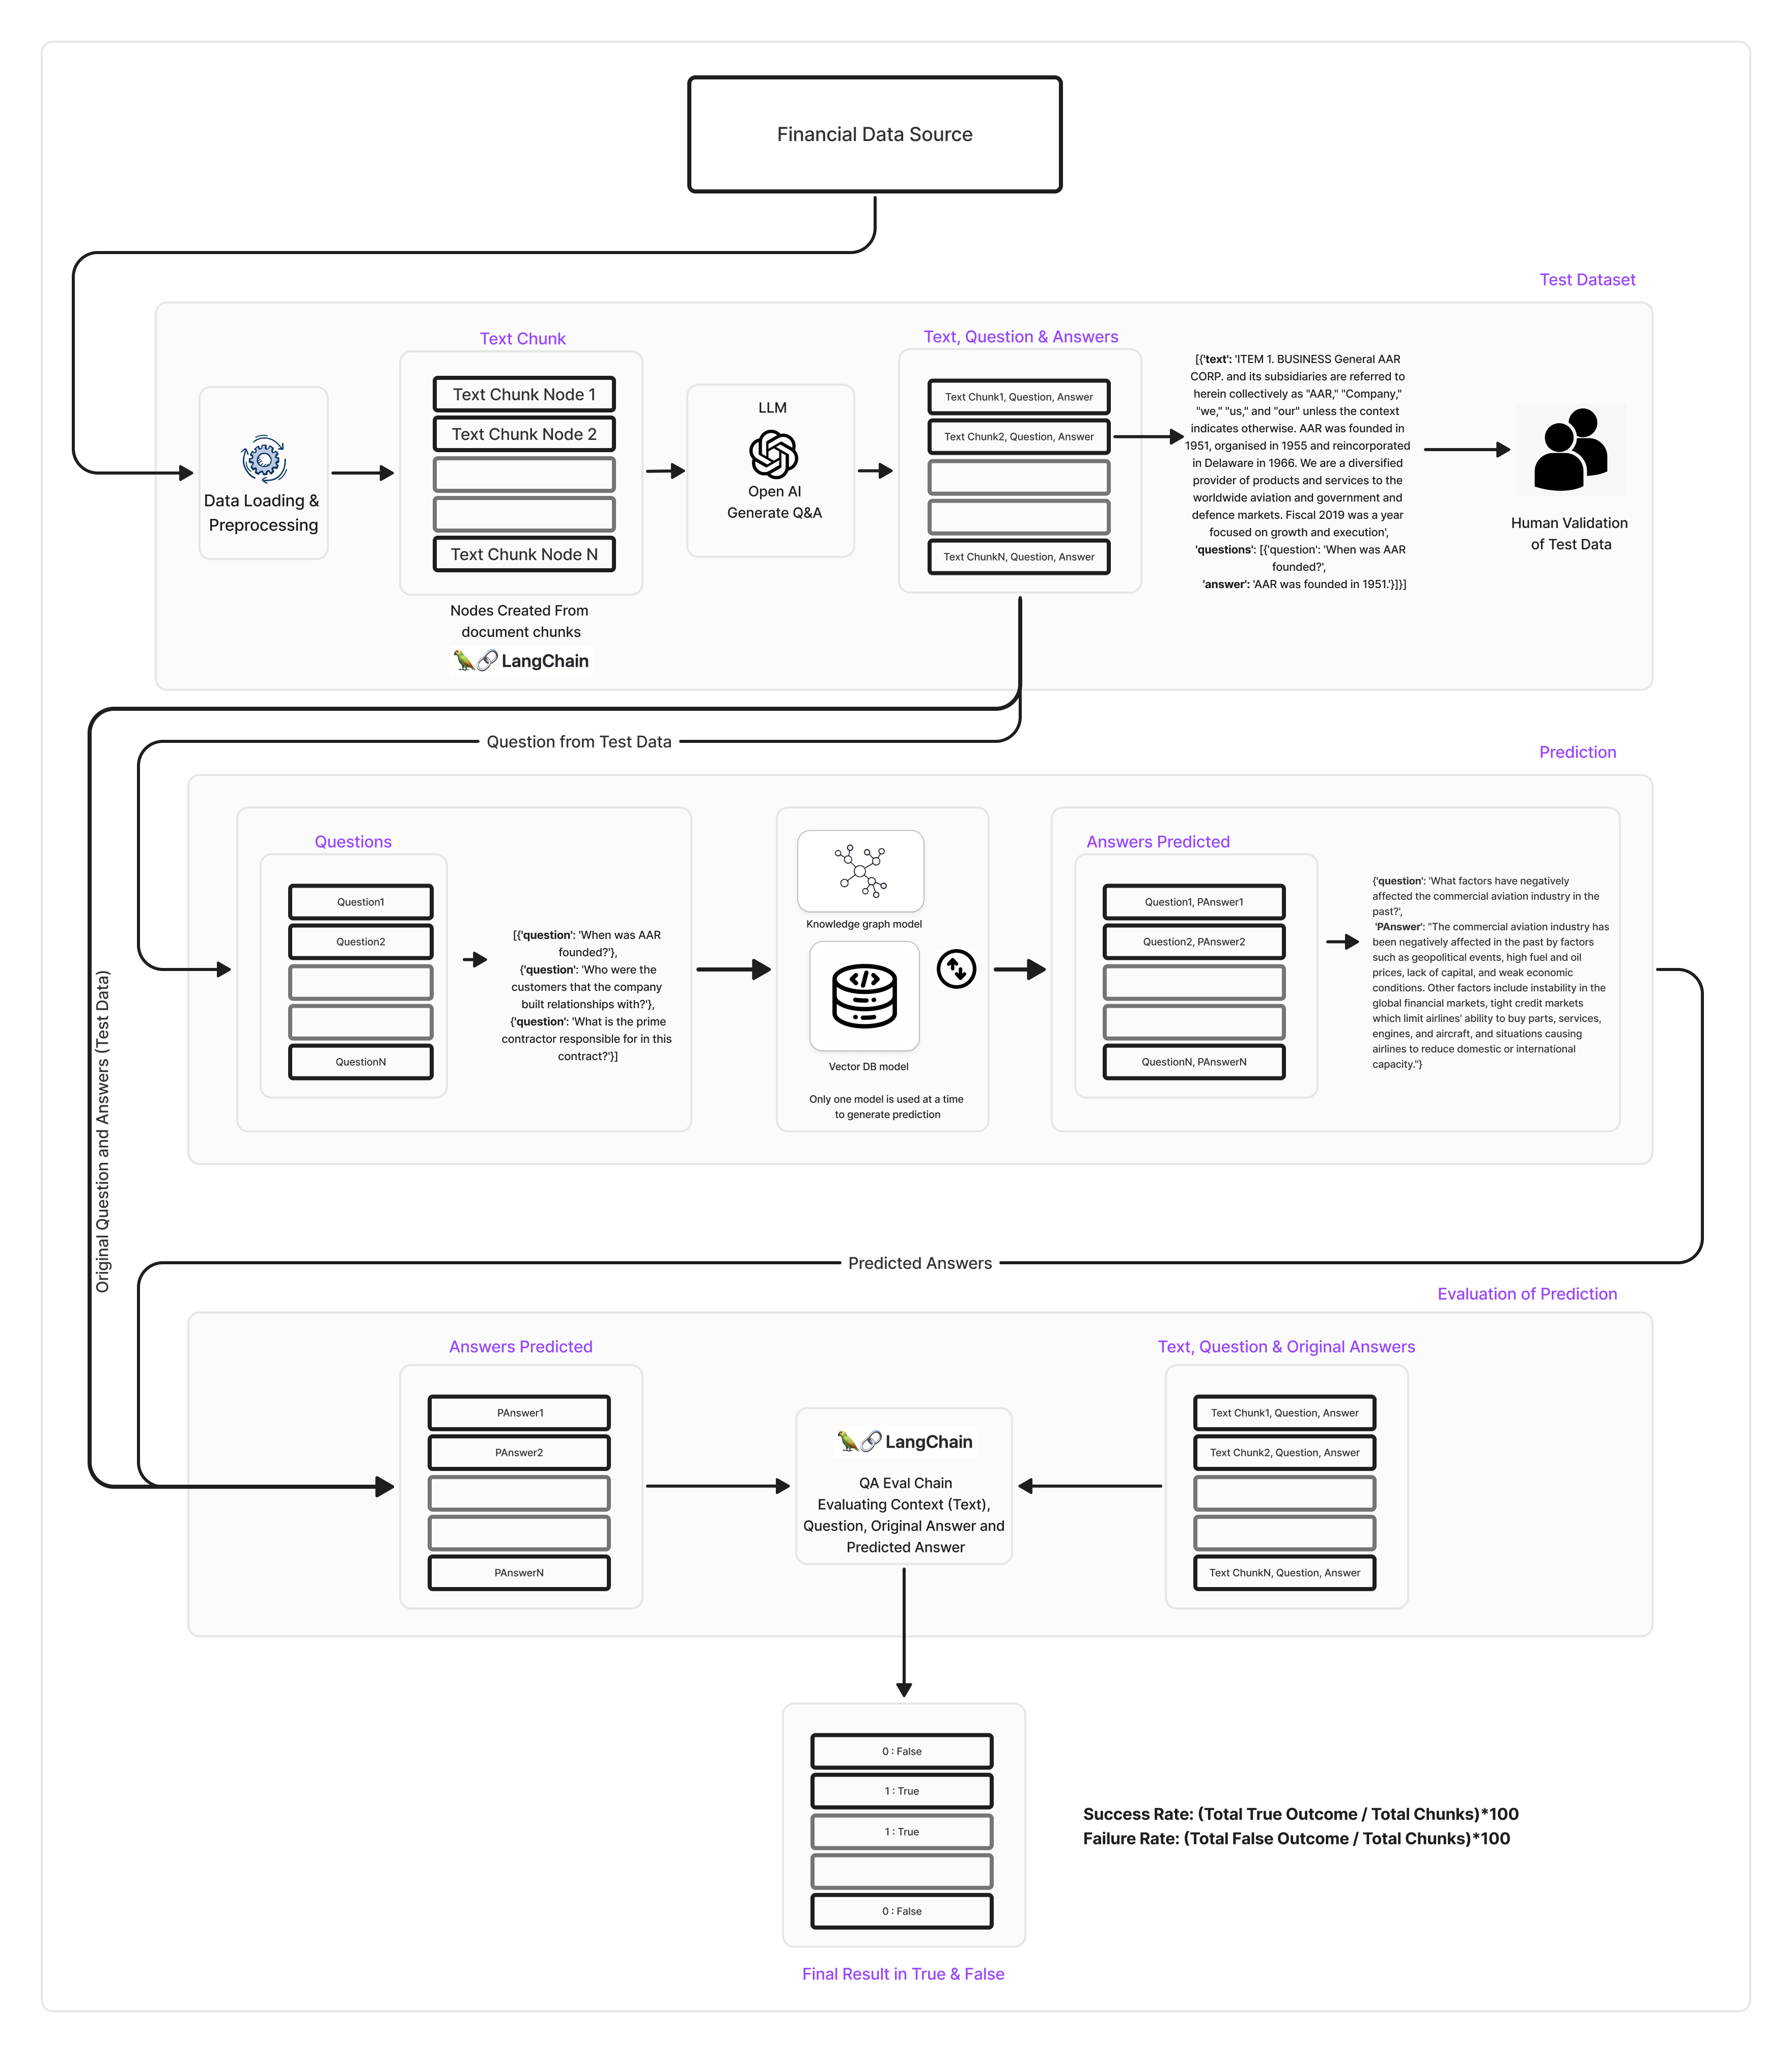 Financial Data Source
Test Dataset
Data Loading &
Preprocessing
Text Chunk
Text Chunk Node 1
Text Chunk Node 2
Text Chunk Node N
Nodes Created From
document chunks
LangChain
LLM
Open AI
Generate Q&A
Text, Question & Answers
Text Chunk1, Question, Answer
Text Chunk2, Question, Answer
Text ChunkN, Question, Answer
[{'text': 'ITEM 1. BUSINESS General AAR
CORP. and its subsidiaries are referred to
herein collectively as "AAR," "Company,"
"we," "us," and "our" unless the context
indicates otherwise. AAR was founded in
1951, organised in 1955 and reincorporated
in Delaware in 1966. We are a diversified
provider of products and services to the
worldwide aviation and government and
defence markets. Fiscal 2019 was a year
focused on growth and execution',
'questions': [{'question': 'When was AAR
founded?',
'answer': 'AAR was founded in 1951.'}]}]
Human Validation
of Test Data
Question from Test Data
Original Question and Answers (Test Data)
Prediction
Questions
Question1
Question2
QuestionN
[{'question': 'When was AAR
founded?'},
{'question': 'Who were the
customers that the company
built relationships with?'},
{'question': 'What is the prime
contractor responsible for in this
contract?'}]
Knowledge graph model
Vector DB model
Only one model is used at a time
to generate prediction
Answers Predicted
Question1, PAnswer1
Question2, PAnswer2
QuestionN, PAnswerN
{'question': 'What factors have negatively
affected the commercial aviation industry in the
past?',
'PAnswer': "The commercial aviation industry has
been negatively affected in the past by factors
such as geopolitical events, high fuel and oil
prices, lack of capital, and weak economic
conditions. Other factors include instability in the
global financial markets, tight credit markets
which limit airlines' ability to buy parts, services,
engines, and aircraft, and situations causing
airlines to reduce domestic or international
capacity."}
Predicted Answers
Evaluation of Prediction
Answers Predicted
PAnswer1
PAnswer2
PAnswerN
LangChain
QA Eval Chain
Evaluating Context (Text),
Question, Original Answer and
Predicted Answer
Text, Question & Original Answers
Text Chunk1, Question, Answer
Text Chunk2, Question, Answer
Text ChunkN, Question, Answer
0 : False
1 : True
1 : True
0 : False
Final Result in True & False
Success Rate: (Total True Outcome / Total Chunks)*100
Failure Rate: (Total False Outcome / Total Chunks)*100